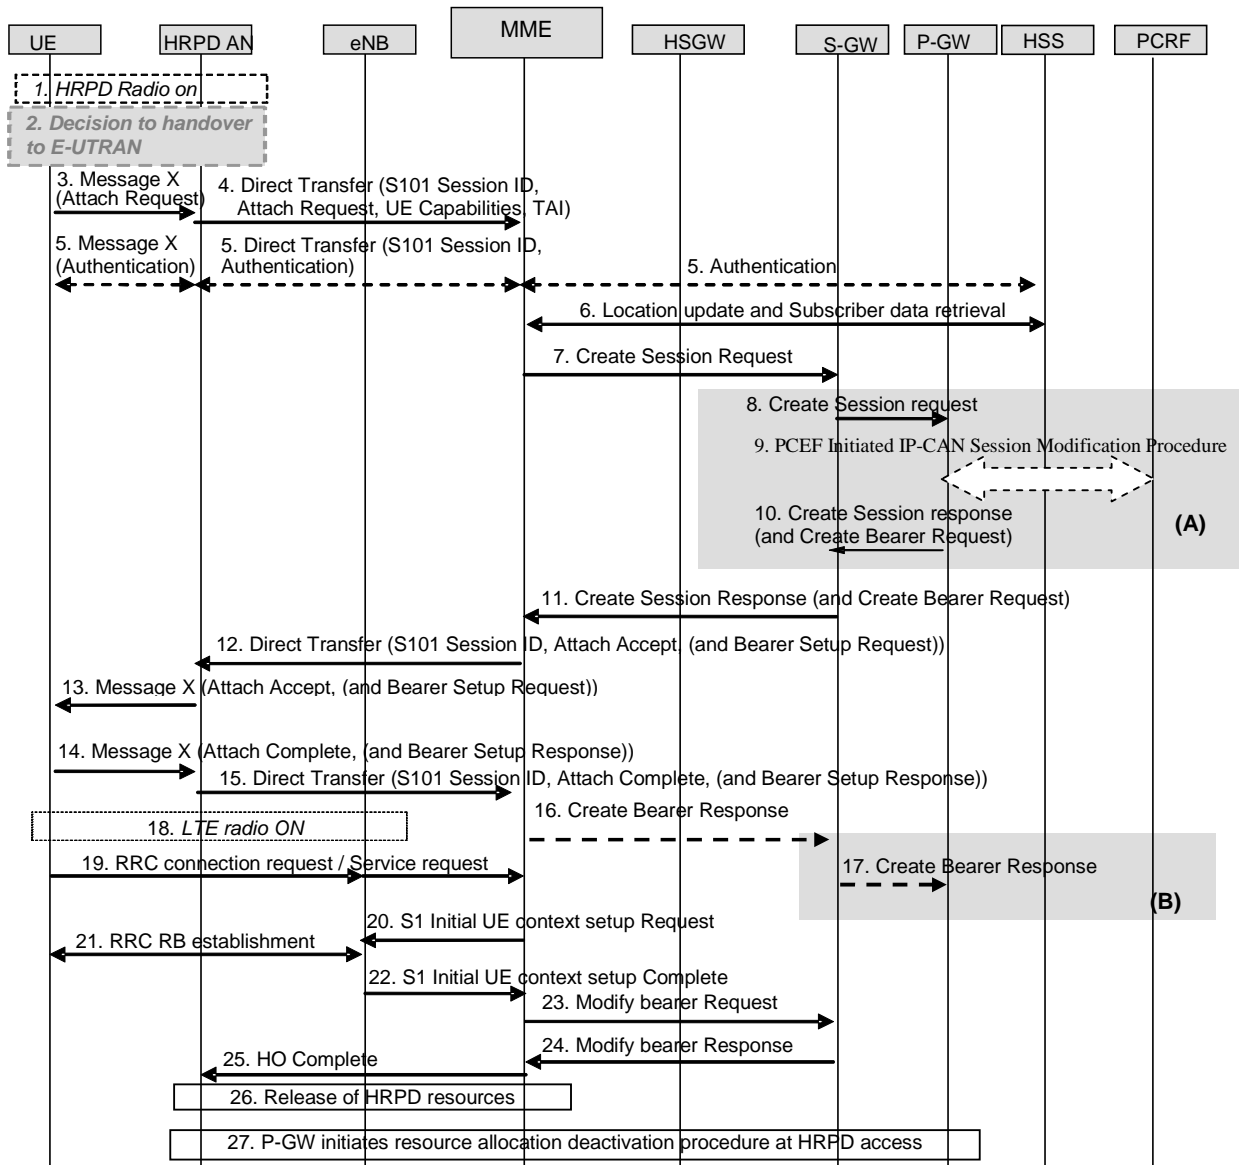 UE
HRPD AN
eNB
MME
HSGW
S-GW
P-GW
HSS
PCRF
1. HRPD Radio on
2. Decision to handover
to E-UTRAN
3. Message X
(Attach Request)
4. Direct Transfer (S101 Session ID,
Attach Request, UE Capabilities, TAI)
5. Message X
(Authentication)
5. Direct Transfer (S101 Session ID,
Authentication)
5. Authentication
6. Location update and Subscriber data retrieval
7. Create Session Request
8. Create Session request
9. PCEF Initiated IP-CAN Session Modification Procedure
10. Create Session response
(and Create Bearer Request)
(A)
11. Create Session Response (and Create Bearer Request)
12. Direct Transfer (S101 Session ID, Attach Accept, (and Bearer Setup Request))
13. Message X (Attach Accept, (and Bearer Setup Request))
14. Message X (Attach Complete, (and Bearer Setup Response))
15. Direct Transfer (S101 Session ID, Attach Complete, (and Bearer Setup Response))
16. Create Bearer Response
18. LTE radio ON
17. Create Bearer Response
19. RRC connection request / Service request
(B)
20. S1 Initial UE context setup Request
21. RRC RB establishment
22. S1 Initial UE context setup Complete
23. Modify bearer Request
24. Modify bearer Response
25. HO Complete
26. Release of HRPD resources
27. P-GW initiates resource allocation deactivation procedure at HRPD access